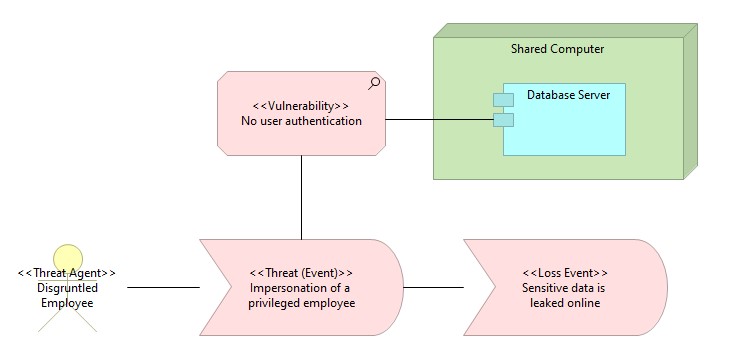 Shared Computer
Database Server
<<Vulnerability>>
No user authentication
<<Threat Agent>>
Disgruntled
Employee
<<Threat (Event)>>
Impersonation of a
privileged employee
<<Loss Event>>
Sensitive data is
leaked online